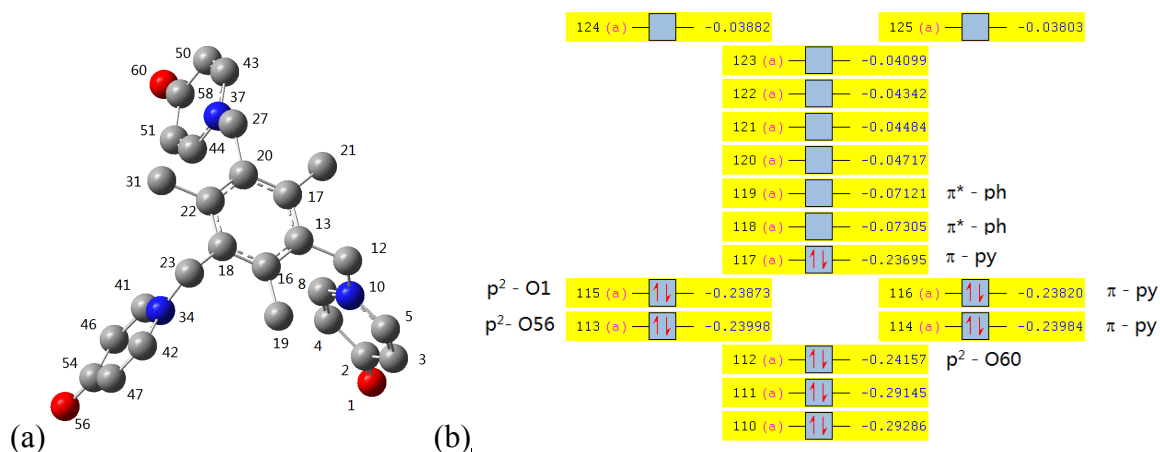 50
43
60
58
37
27
51
44
20
21
31
17
22
13
12
23
18
16
8
10
41
34
5
46
19
4
42
3
54
2
47
56
1
(a)
(b)
124 (a) -0.03882
125 (a) -0.03803
123 (a) -0.04099
122 (a) -0.04342
121 (a) -0.04484
120 (a) -0.04717
119 (a) -0.07121 π* - ph
118 (a) -0.07305 π* - ph
117 (a) -0.23695 π - py
p² - O1 115 (a) -0.23873
116 (a) -0.23820 π - py
p²- O56 113 (a) -0.23998
114 (a) -0.23984 π - py
112 (a) -0.24157 p² - O60
111 (a) -0.29145
110 (a) -0.29286